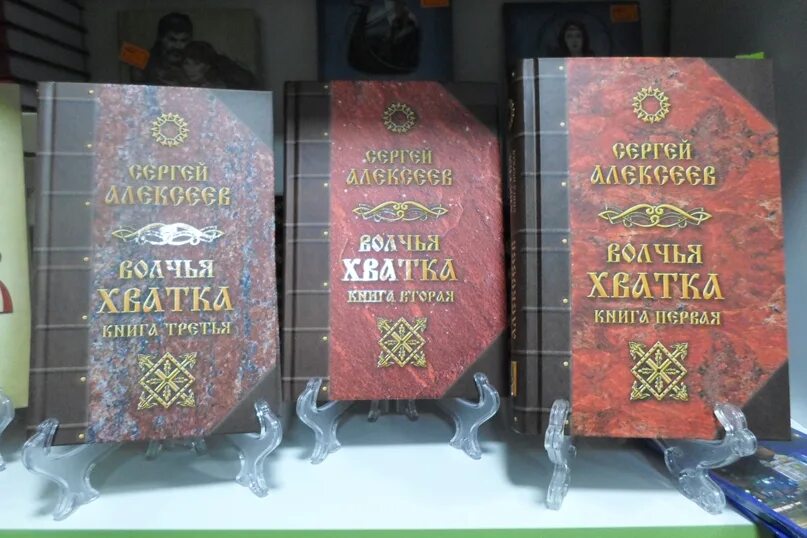 СЕРГЕЙ
АЛЕКСЕЕВ
ВОЛЧЬЯ
ХВАТКА
КНИГА ТРЕТЬЯ
СЕРГЕЙ
АЛЕКСЕЕВ
ВОЛЧЬЯ
ХВАТКА
КНИГА ВТОРАЯ
СЕРГЕЙ
АЛЕКСЕЕВ
ВОЛЧЬЯ
ХВАТКА
КНИГА ПЕРВАЯ